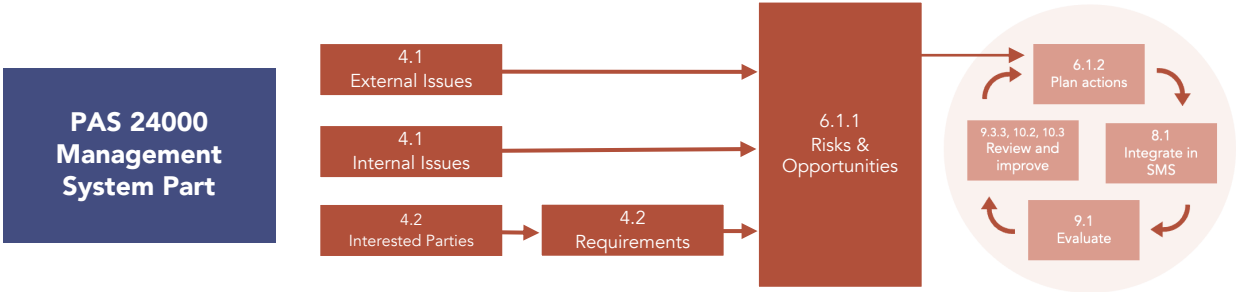 PAS 24000
Management
System Part
4.1
External Issues
4.1
Internal Issues
4.2
Interested Parties
4.2
Requirements
6.1.1
Risks &
Opportunities
6.1.2
Plan actions
8.1
Integrate in
SMS
9.1
Evaluate
9.3.3, 10.2, 10.3
Review and
improve